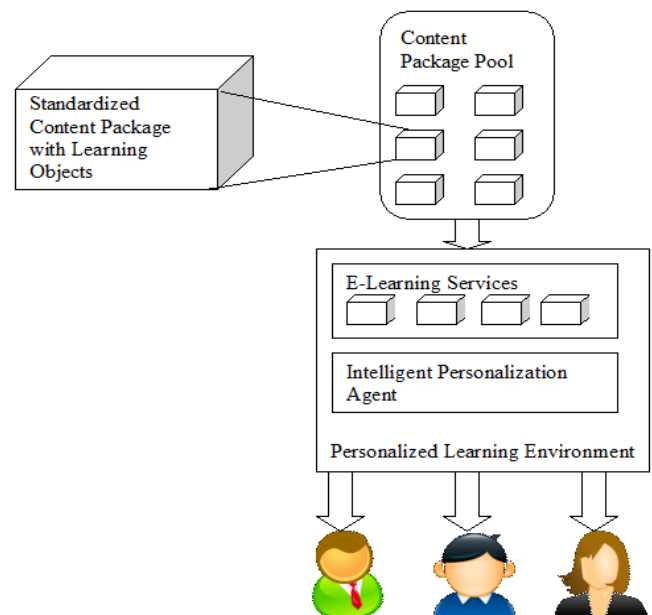 Content
Package Pool
Standardized
Content Package
with Learning
Objects
E-Learning Services
Intelligent Personalization
Agent
Personalized Learning Environment